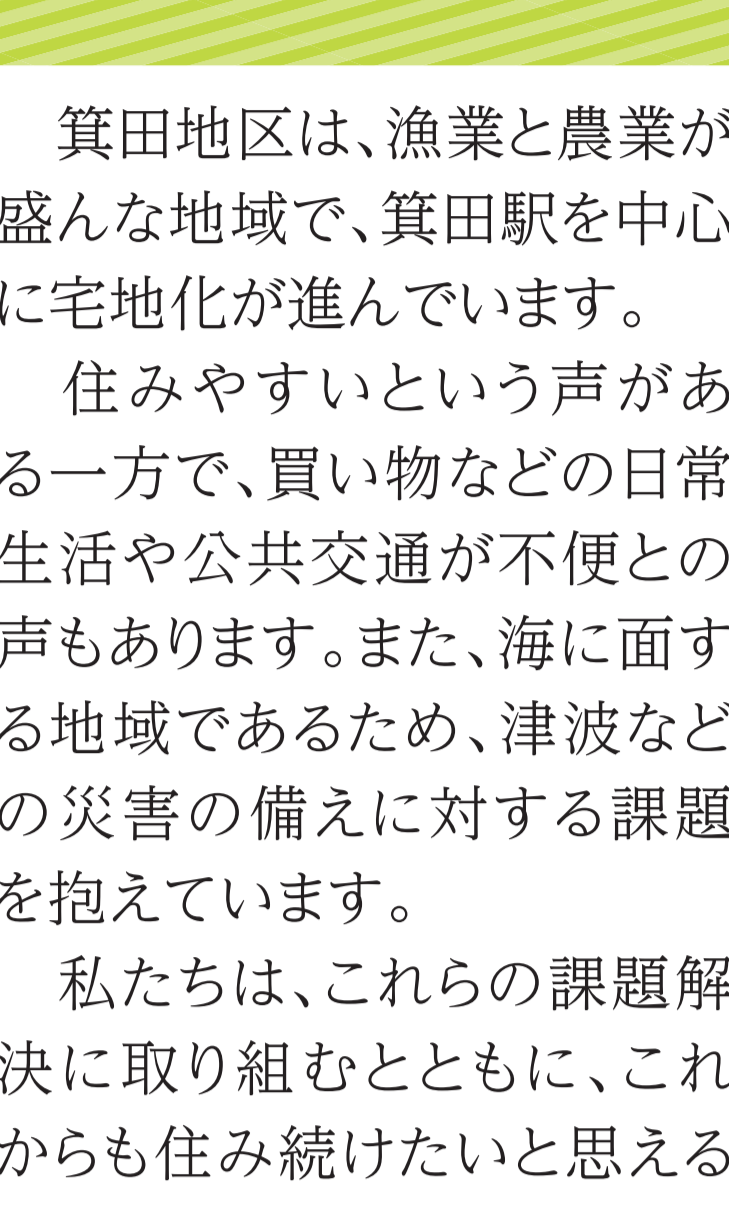 箕田地区は、漁業と農業が
盛んな地域で、箕田駅を中心
に宅地化が進んでいます。
　住みやすいという声があ
る一方で、買い物などの日常
生活や公共交通が不便との
声もあります。また、海に面す
る地域であるため、津波など
の災害の備えに対する課題
を抱えています。
　私たちは、これらの課題解
決に取り組むとともに、これ
からも住み続けたいと思える